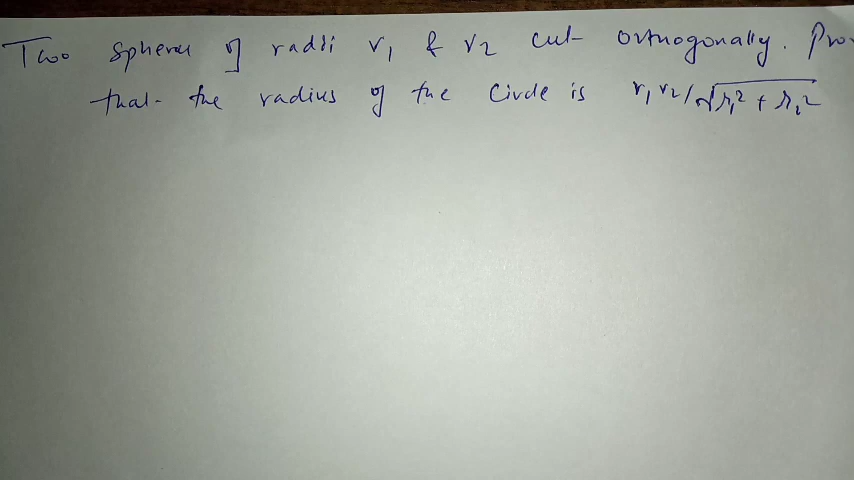 Two spheres of radii r₁ & r₂ cut orthogonally. Pro
that the radius of the circle is r₁r₂/√r₁² + r₂²